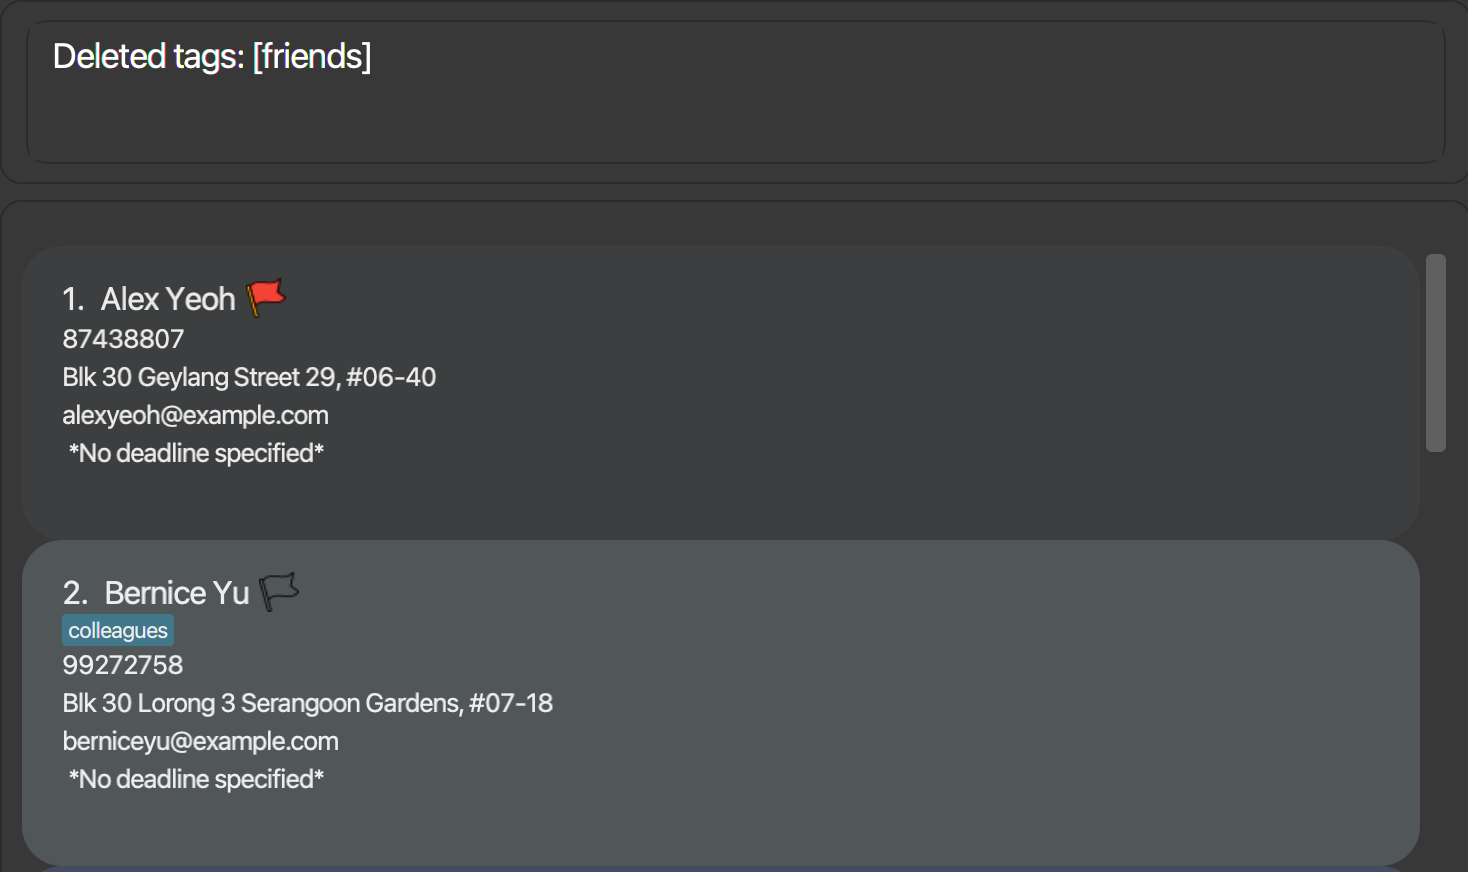 Deleted tags: [friends]
1. Alex Yeoh
87438807
Blk 30 Geylang Street 29, #06-40
alexyeoh@example.com
*No deadline specified*
2. Bernice Yu
colleagues
99272758
Blk 30 Lorong 3 Serangoon Gardens, #07-18
berniceyu@example.com
*No deadline specified*